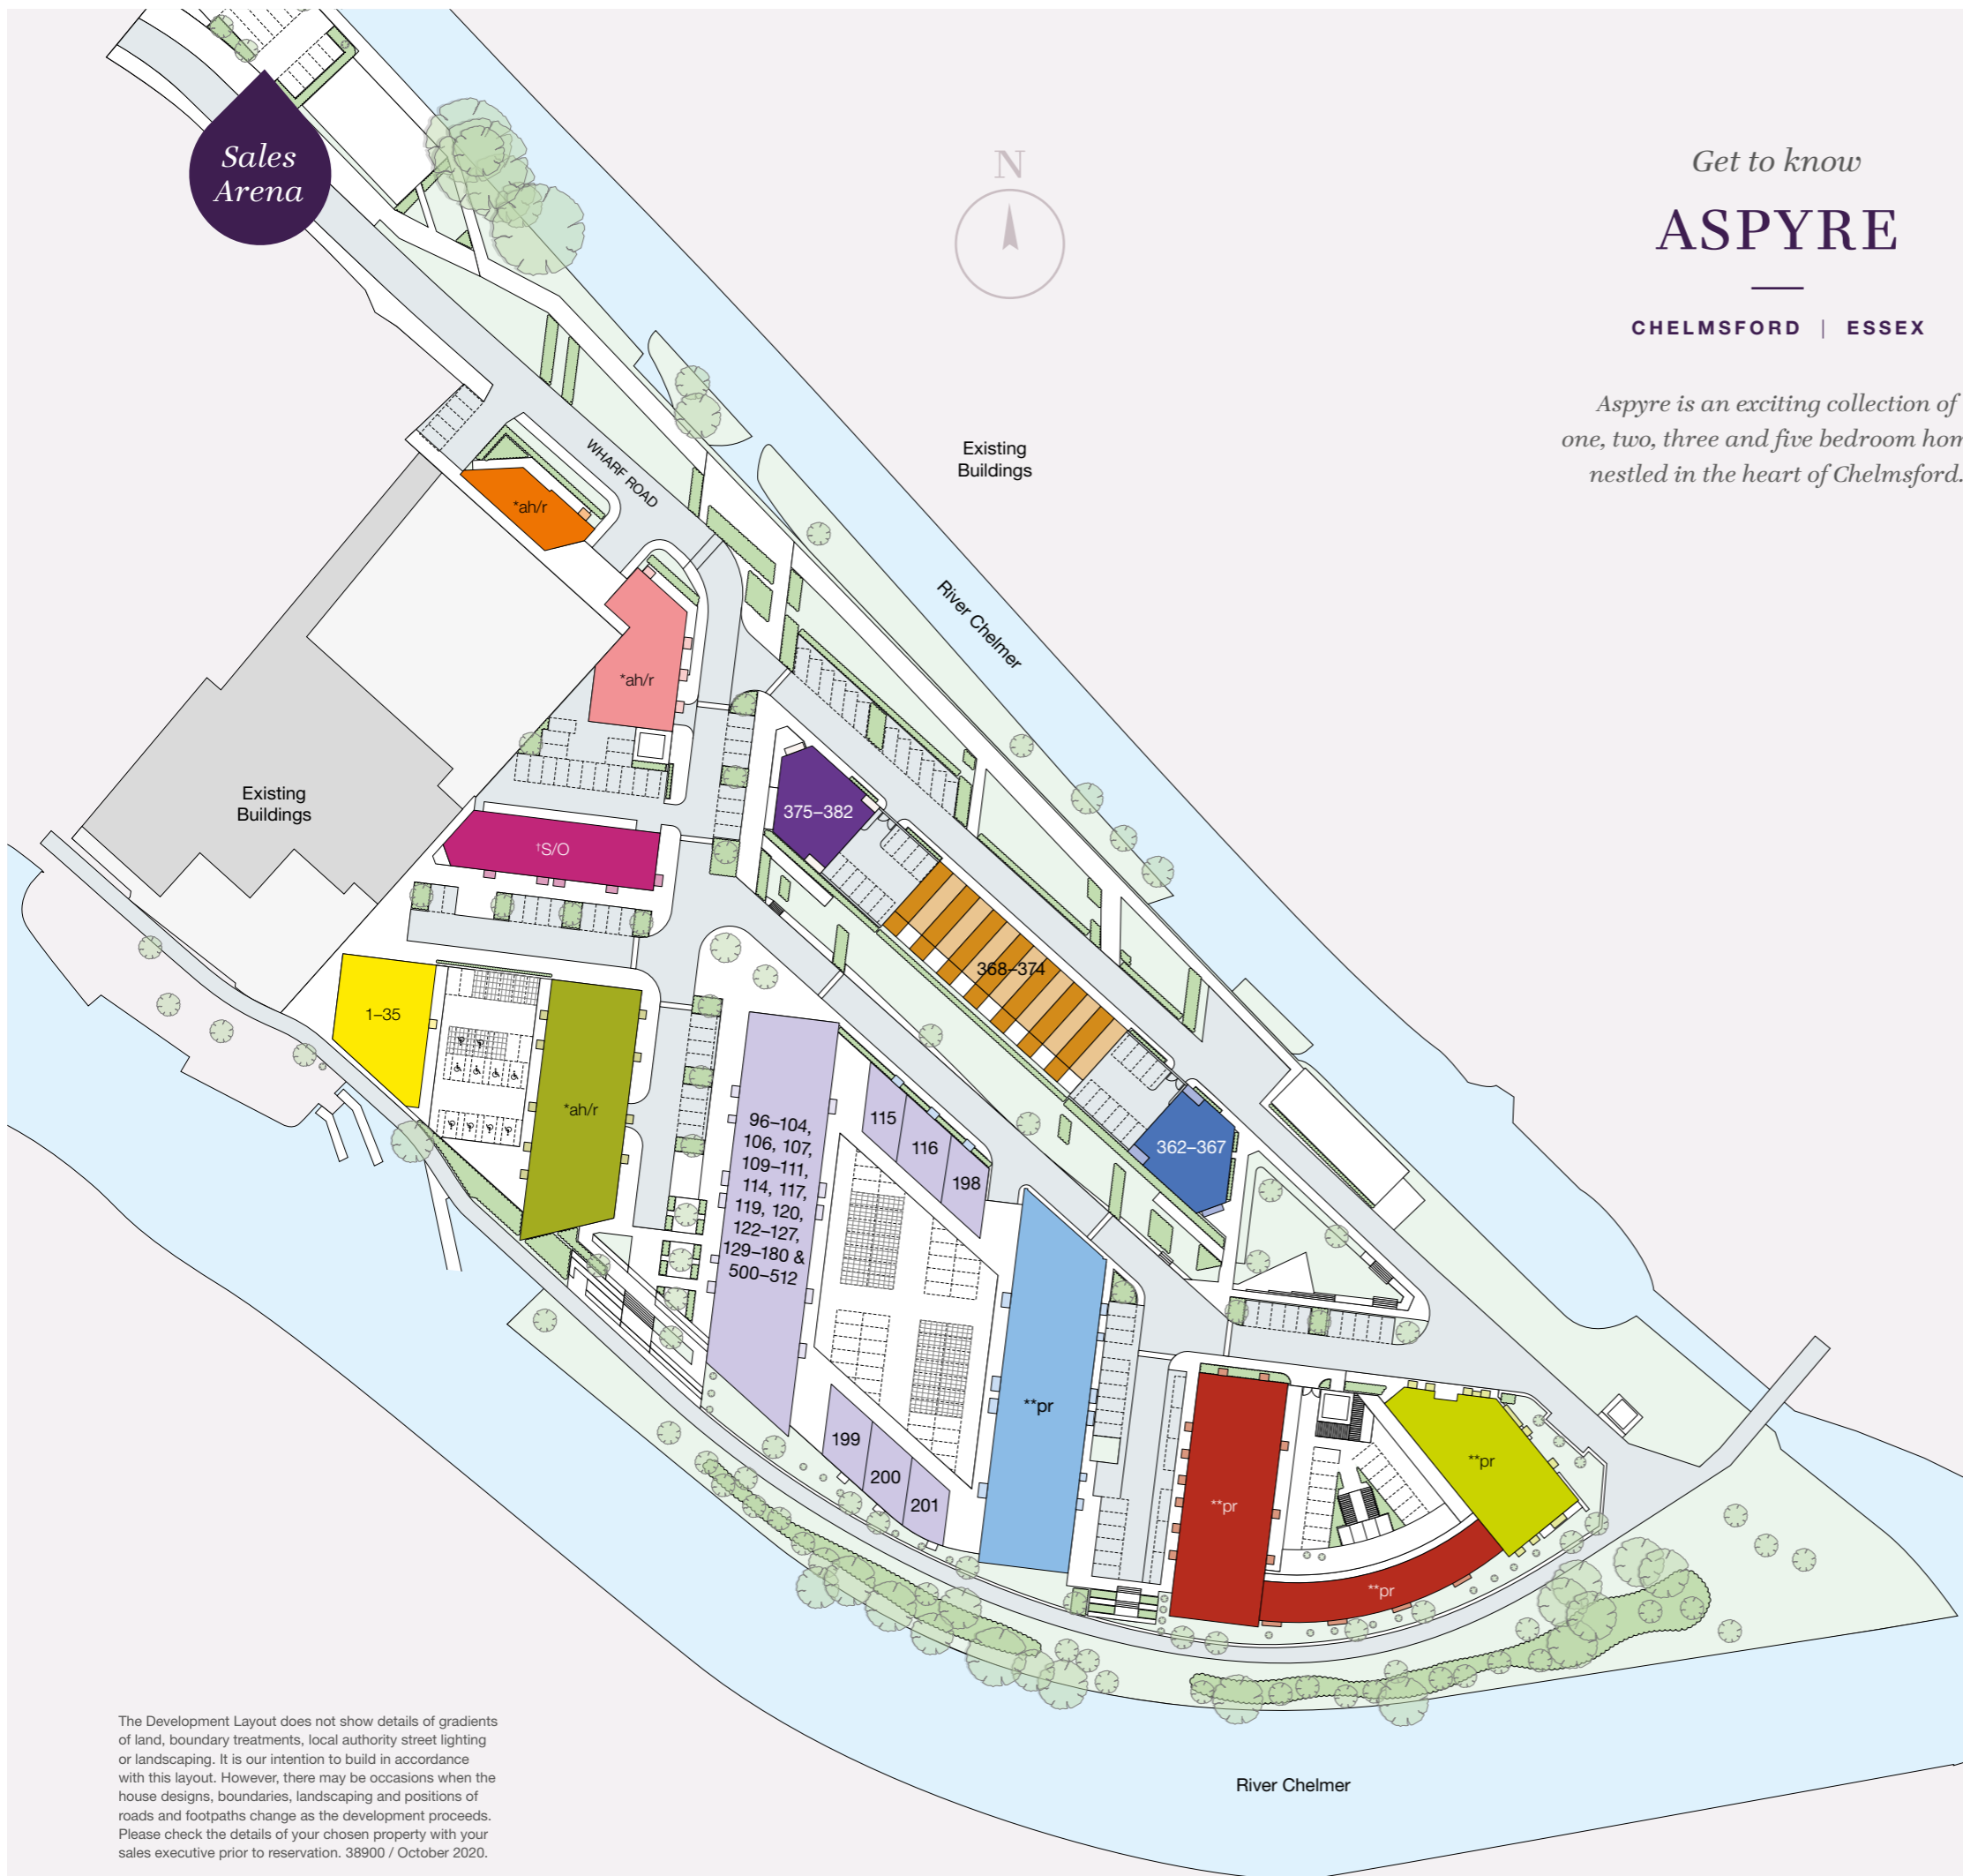 Sales
Arena
N
Get to know
ASPYRE
CHELMSFORD | ESSEX
Aspyre is an exciting collection of
one, two, three and five bedroom
nestled in the heart of Chelmsford.
Existing
Buildings
WHARF ROAD
*ah/r
River Chelmer
*ah/r
Existing
Buildings
375–382
†S/O
368–374
1–35
*ah/r
96–104,
106, 107,
109–111,
114, 117,
119, 120,
122–127,
129–180 &
500–512
115
116
198
362–367
**pr
199
200
201
**pr
**pr
**pr
River Chelmer
The Development Layout does not show details of gradients
of land, boundary treatments, local authority street lighting
or landscaping. It is our intention to build in accordance
with this layout. However, there may be occasions when the
house designs, boundaries, landscaping and positions of
roads and footpaths change as the development proceeds.
Please check the details of your chosen property with your
sales executive prior to reservation. 38900 / October 2020.